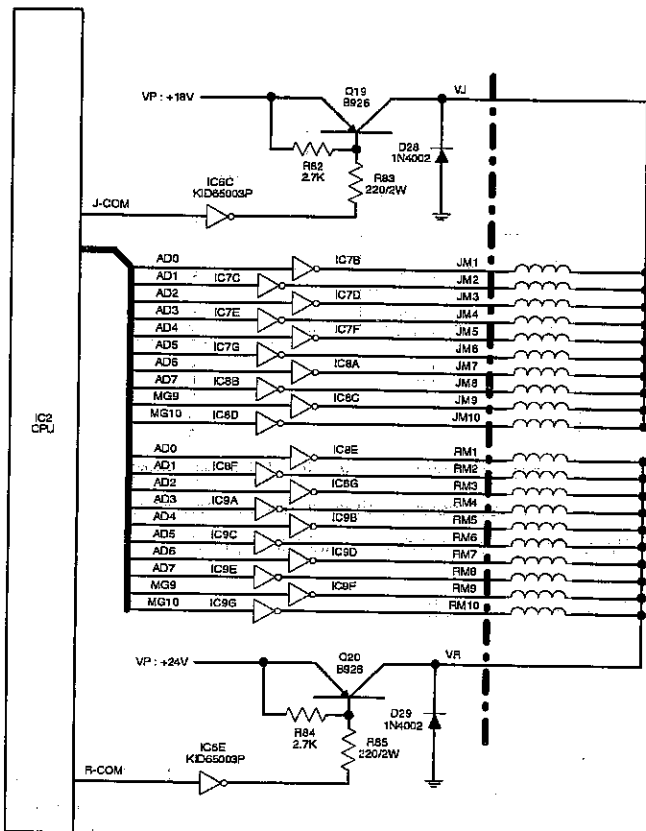 VP : +18V
Q19
B926
VJ
R62
2.7K
R83
220/2W
D28
1N4002
IC6C
KID65003P
J-COM
AD0 IC7B JM1
AD1 IC7C JM2
AD2 IC7D JM3
AD3 IC7E JM4
AD4 IC7F JM5
AD5 IC7G JM6
AD6 IC8A JM7
AD7 IC8B JM8
MG9 IC8C JM9
MG10 IC8D JM10
IC2
CPU
AD0 IC8E RM1
AD1 IC8F RM2
AD2 IC8G RM3
AD3 IC9A RM4
AD4 IC9B RM5
AD5 IC9C RM6
AD6 IC9D RM7
AD7 IC9E RM8
MG9 IC9F RM9
MG10 IC9G RM10
VP : +24V
Q20
B926
VR
R84
2.7K
R85
220/2W
D29
1N4002
IC6E
KID65003P
R-COM